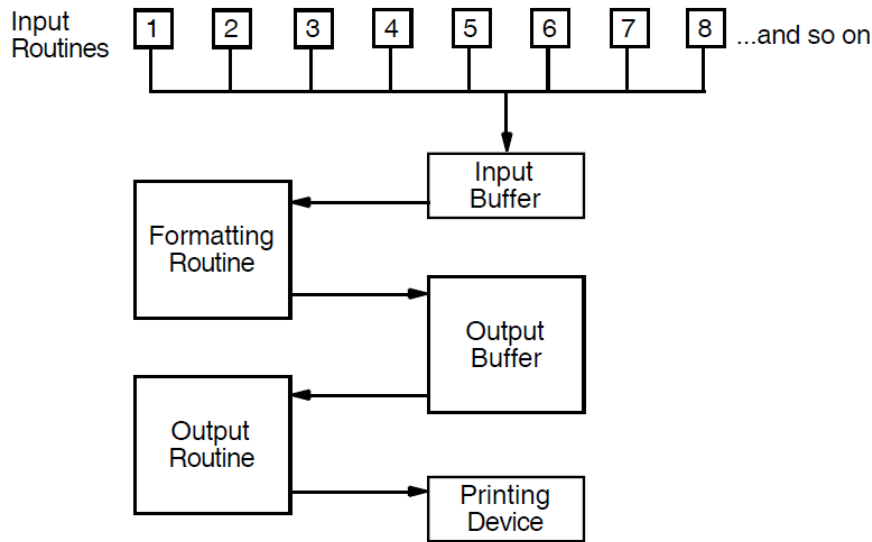 Input
Routines
1 2 3 4 5 6 7 8 ...and so on
Input
Buffer
Formatting
Routine
Output
Buffer
Output
Routine
Printing
Device